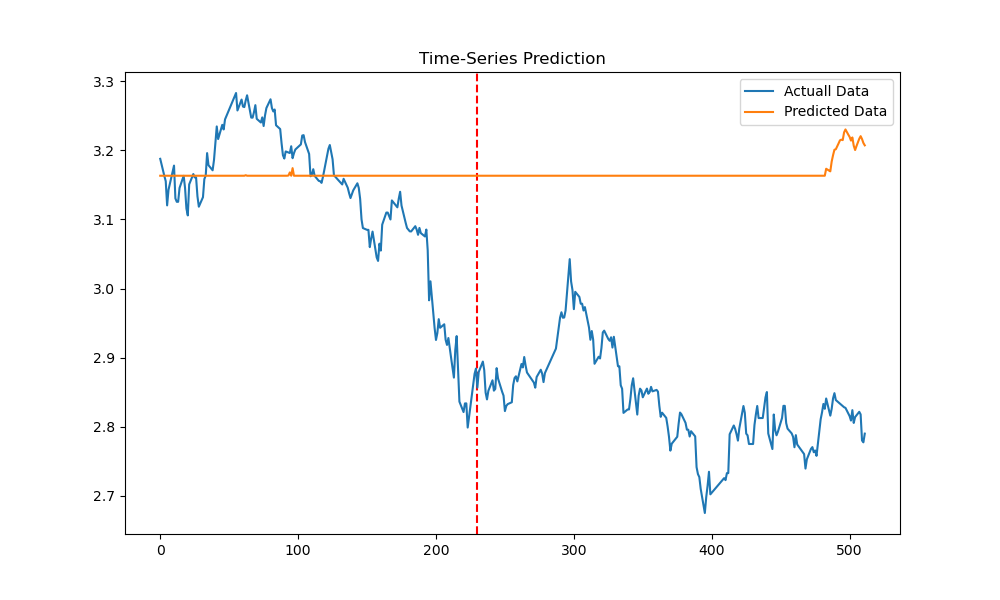 Time-Series Prediction
Actuall Data
Predicted Data
3.3
3.2
3.1
3.0
2.9
2.8
2.7
0 100 200 300 400 500